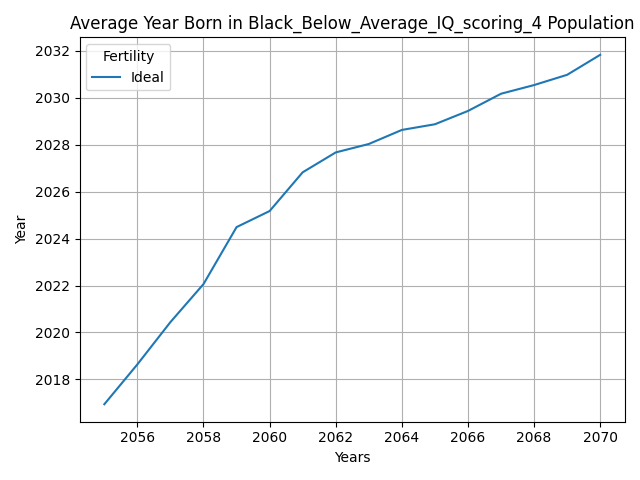 Average Year Born in Black_Below_Average_IQ_scoring_4 Population
Fertility
Ideal
Year
2032
2030
2028
2026
2024
2022
2020
2018
2056 2058 2060 2062 2064 2066 2068 2070
Years